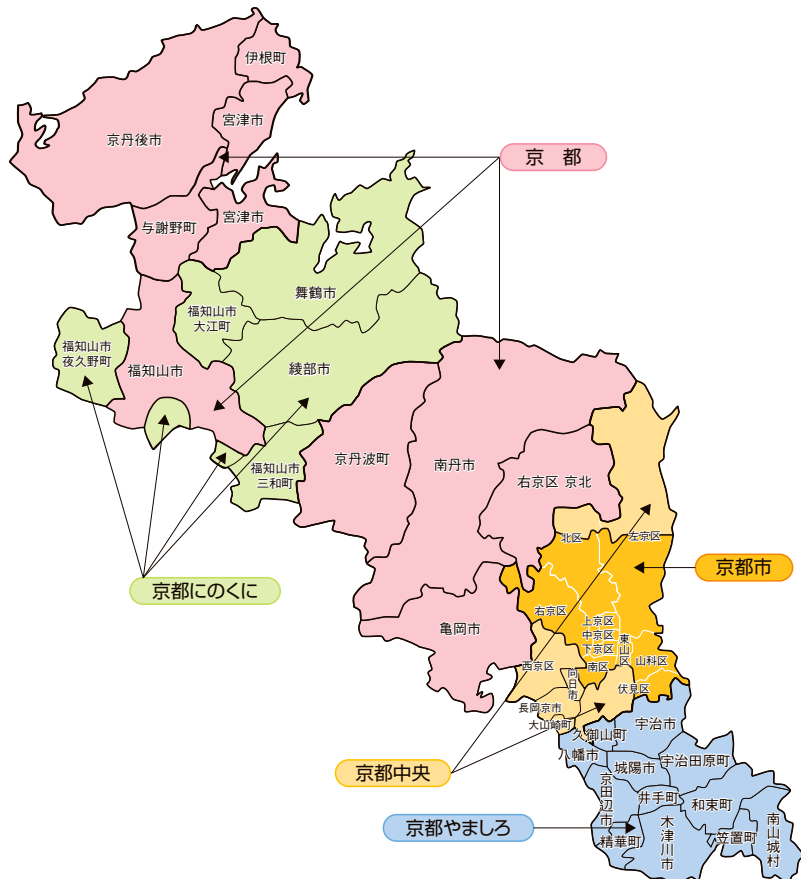 伊根町
宮津市
京丹後市
京　都
与謝野町
宮津市
舞鶴市
福知山市
大江町
福知山市
夜久野町
福知山市
綾部市
京丹波町
南丹市
福知山市
三和町
右京区 京北
北区
左京区
京都市
京都にのくに
右京区
上京区
中京区
下京区
東山区
亀岡市
西京区
南区
山科区
向日市
伏見区
長岡京市
大山崎町
久御山町
宇治市
八幡市
城陽市
宇治田原町
京都中央
京田辺市
井手町
和束町
京都やましろ
精華町
木津川市
笠置町
南山城村